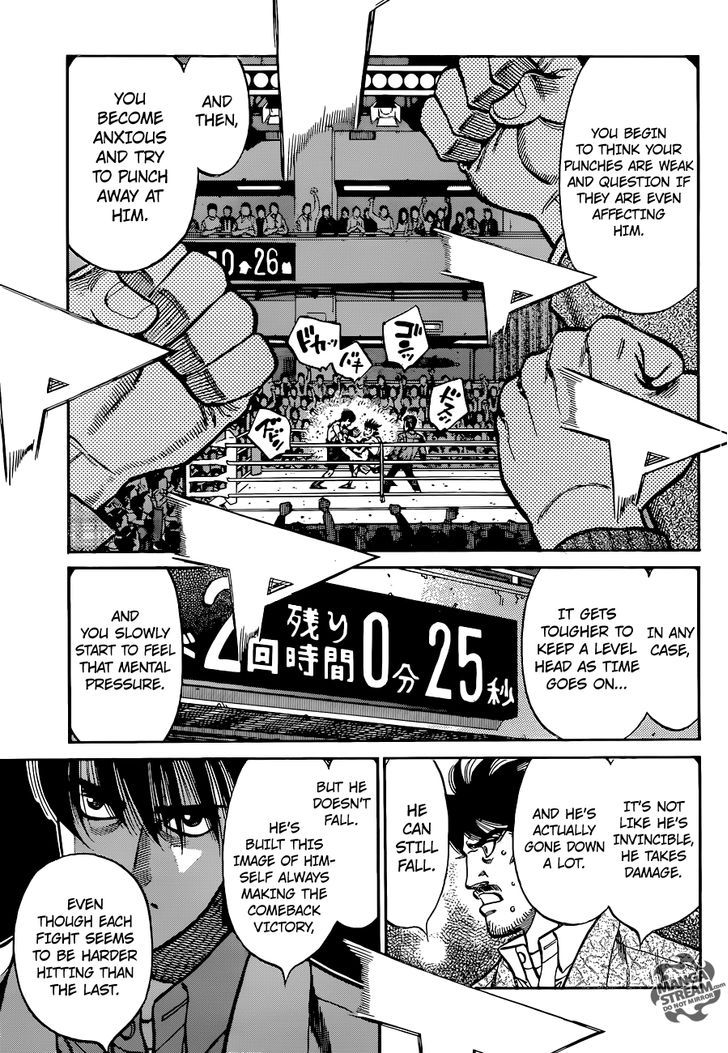 YOU BEGIN
TO THINK YOUR
PUNCHES ARE WEAK
AND QUESTION IF
THEY ARE EVEN
AFFECTING
HIM.
AND
THEN,
YOU
BECOME
ANXIOUS
AND TRY
TO PUNCH
AWAY AT
HIM.
26
ゴッ
ドカッ
バキ
ドスッ
IN ANY
CASE,
IT GETS
TOUGHER TO
KEEP A LEVEL
HEAD AS TIME
GOES ON...
2回 残り時間 0分25秒
AND
YOU SLOWLY
START TO FEEL
THAT MENTAL
PRESSURE.
IT'S NOT
LIKE HE'S
INVINCIBLE,
HE TAKES
DAMAGE.
AND HE'S
ACTUALLY
GONE DOWN
A LOT.
HE
CAN
STILL
FALL.
BUT HE
DOESN'T
FALL.
HE'S
BUILT THIS
IMAGE OF HIM-
SELF ALWAYS
MAKING THE
COMEBACK
VICTORY,
EVEN
THOUGH EACH
FIGHT SEEMS
TO BE HARDER
HITTING THAN
THE LAST.
MANGA
STREAM.COM
DO NOT MIRROR!